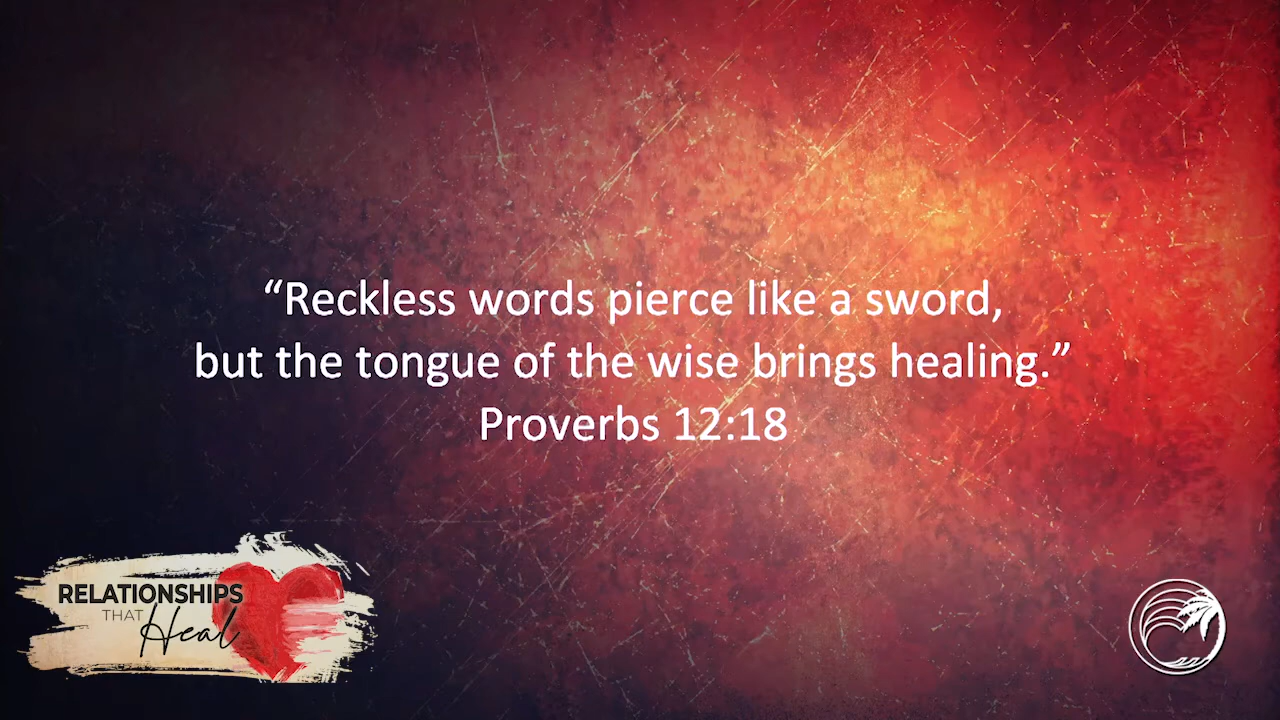 “Reckless words pierce like a sword,
but the tongue of the wise brings healing.”
Proverbs 12:18
RELATIONSHIPS
THAT
Heal